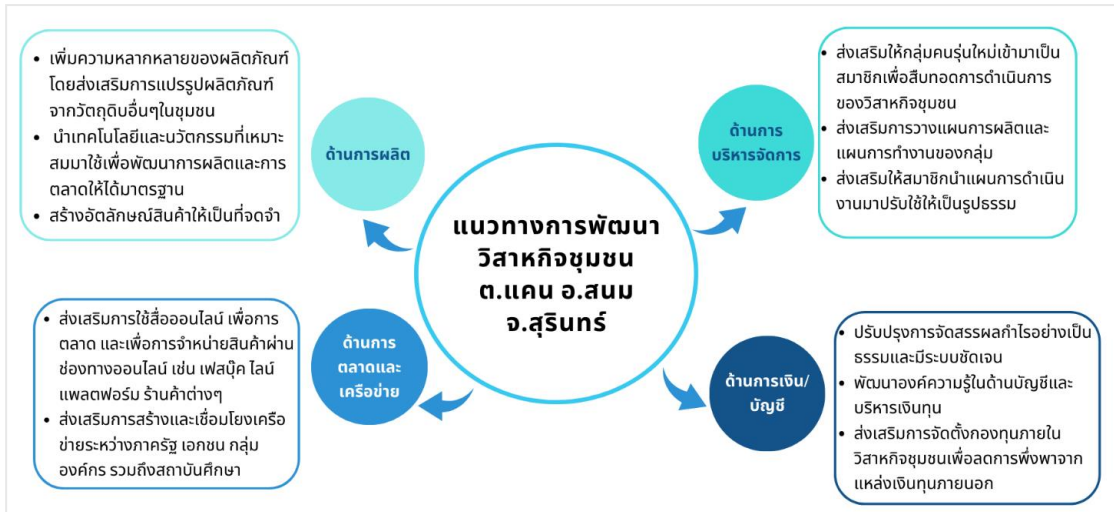 • เพิ่มความหลากหลายของผลิตภัณฑ์
โดยส่งเสริมการแปรรูปผลิตภัณฑ์
จากวัตถุดิบอื่นๆในชุมชน
• นำเทคโนโลยีและนวัตกรรมที่เหมาะ
สมมาใช้เพื่อพัฒนาการผลิตและการ
ตลาดให้ได้มาตรฐาน
• สร้างอัตลักษณ์สินค้าให้เป็นที่จดจำ
ด้านการผลิต
ด้านการ
บริหารจัดการ
• ส่งเสริมให้กลุ่มคนรุ่นใหม่เข้ามาเป็น
สมาชิกเพื่อสืบทอดการดำเนินการ
ของวิสาหกิจชุมชน
• ส่งเสริมการวางแผนการผลิตและ
แผนการทำงานของกลุ่ม
• ส่งเสริมให้สมาชิกนำแผนการดำเนิน
งานมาปรับใช้ให้เป็นรูปธรรม
แนวทางการพัฒนา
วิสาหกิจชุมชน
ต.แคน อ.สนม
จ.สุรินทร์
• ส่งเสริมการใช้สื่อออนไลน์ เพื่อการ
ตลาด และเพื่อการจำหน่ายสินค้าผ่าน
ช่องทางออนไลน์ เช่น เฟสบุ๊ค ไลน์
แพลตฟอร์ม ร้านค้าต่างๆ
• ส่งเสริมการสร้างและเชื่อมโยงเครือ
ข่ายระหว่างภาครัฐ เอกชน กลุ่ม
องค์กร รวมถึงสถาบันศึกษา
ด้านการ
ตลาดและ
เครือข่าย
ด้านการเงิน/
บัญชี
• ปรับปรุงการจัดสรรผลกำไรอย่างเป็น
ธรรมและมีระบบชัดเจน
• พัฒนาองค์ความรู้ในด้านบัญชีและ
บริหารเงินทุน
• ส่งเสริมการจัดตั้งกองทุนภายใน
วิสาหกิจชุมชนเพื่อลดการพึ่งพาจาก
แหล่งเงินทุนภายนอก